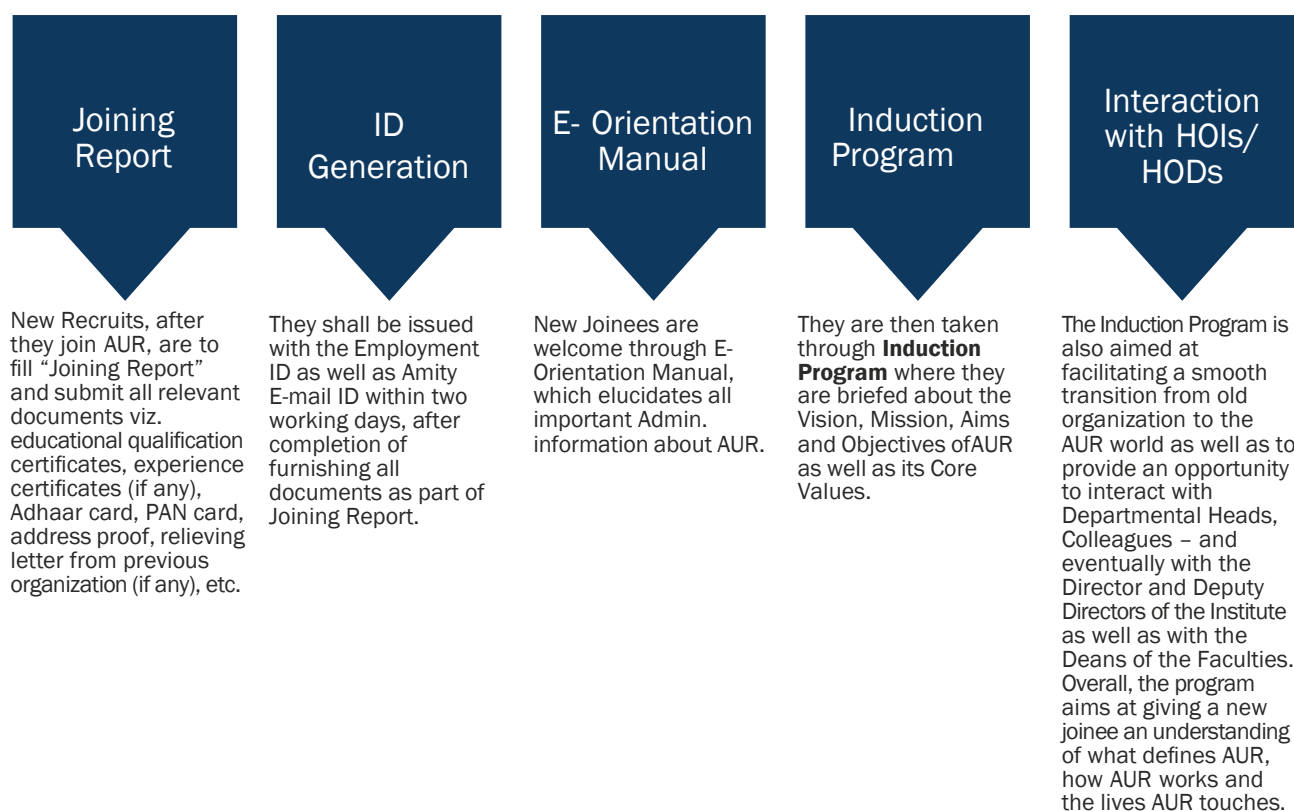 Joining
Report
New Recruits, after
they join AUR, are to
fill “Joining Report”
and submit all relevant
documents viz.
educational qualification
certificates, experience
certificates (if any),
Adhaar card, PAN card,
address proof, relieving
letter from previous
organization (if any), etc.
ID
Generation
They shall be issued
with the Employment
ID as well as Amity
E-mail ID within two
working days, after
completion of
furnishing all
documents as part of
Joining Report.
E- Orientation
Manual
New Joinees are
welcome through E-
Orientation Manual,
which elucidates all
important Admin.
information about AUR.
Induction
Program
They are then taken
through Induction
Program where they
are briefed about the
Vision, Mission, Aims
and Objectives ofAUR
as well as its Core
Values.
Interaction
with HOIs/
HODs
The Induction Program is
also aimed at
facilitating a smooth
transition from old
organization to the
AUR world as well as to
provide an opportunity
to interact with
Departmental Heads,
Colleagues – and
eventually with the
Director and Deputy
Directors of the Institute
as well as with the
Deans of the Faculties.
Overall, the program
aims at giving a new
joinee an understanding
of what defines AUR,
how AUR works and
the lives AUR touches.